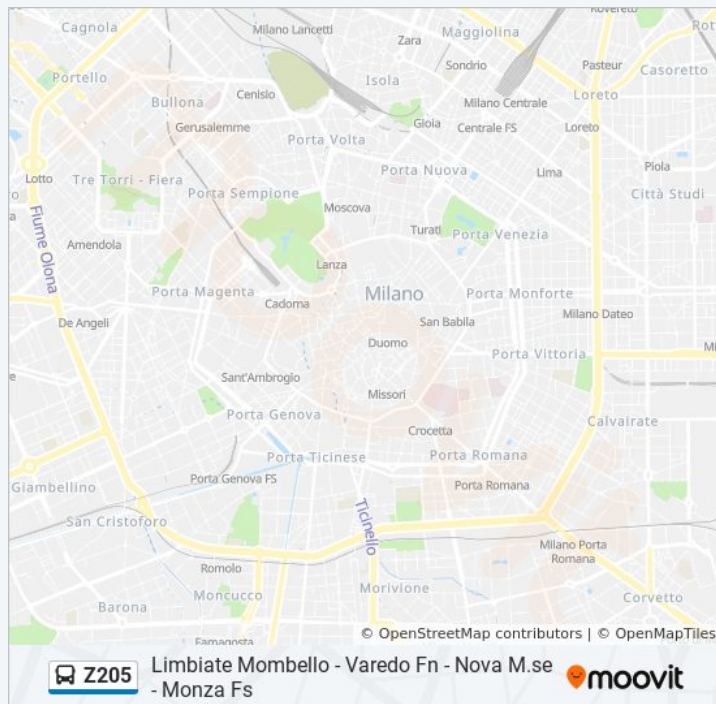 Cagnola
Milano Lancetti
Zara
Maggiolina
Rovereto
Portello
Isola
Sondrio
Pasteur
Casoretto
Bullona
Cenisio
Milano Centrale
Loreto
Gerusalemme
Gioia
Centrale FS
Loreto
Porta Volta
Lotto
Tre Torri - Fiera
Porta Nuova
Lima
Piola
Porta Sempione
Moscova
Città Studi
Fiume Olona
Amendola
Turati
Porta Venezia
Lanza
Porta Magenta
Cadorna
Milano
Porta Monforte
De Angeli
San Babila
Milano Dateo
Duomo
Porta Vittoria
Sant'Ambrogio
Missori
Porta Genova
Crocetta
Calvairate
Porta Ticinese
Porta Romana
Giambellino
Porta Genova FS
Porta Romana
San Cristoforo
Ticinello
Milano Porta
Romana
Romolo
Moncucco
Morivione
Corvetto
Barona
Famagosta
© OpenStreetMap contributors | © OpenMapTiles
Z205
Limbiate Mombello - Varedo Fn - Nova M.se
- Monza Fs
moovit